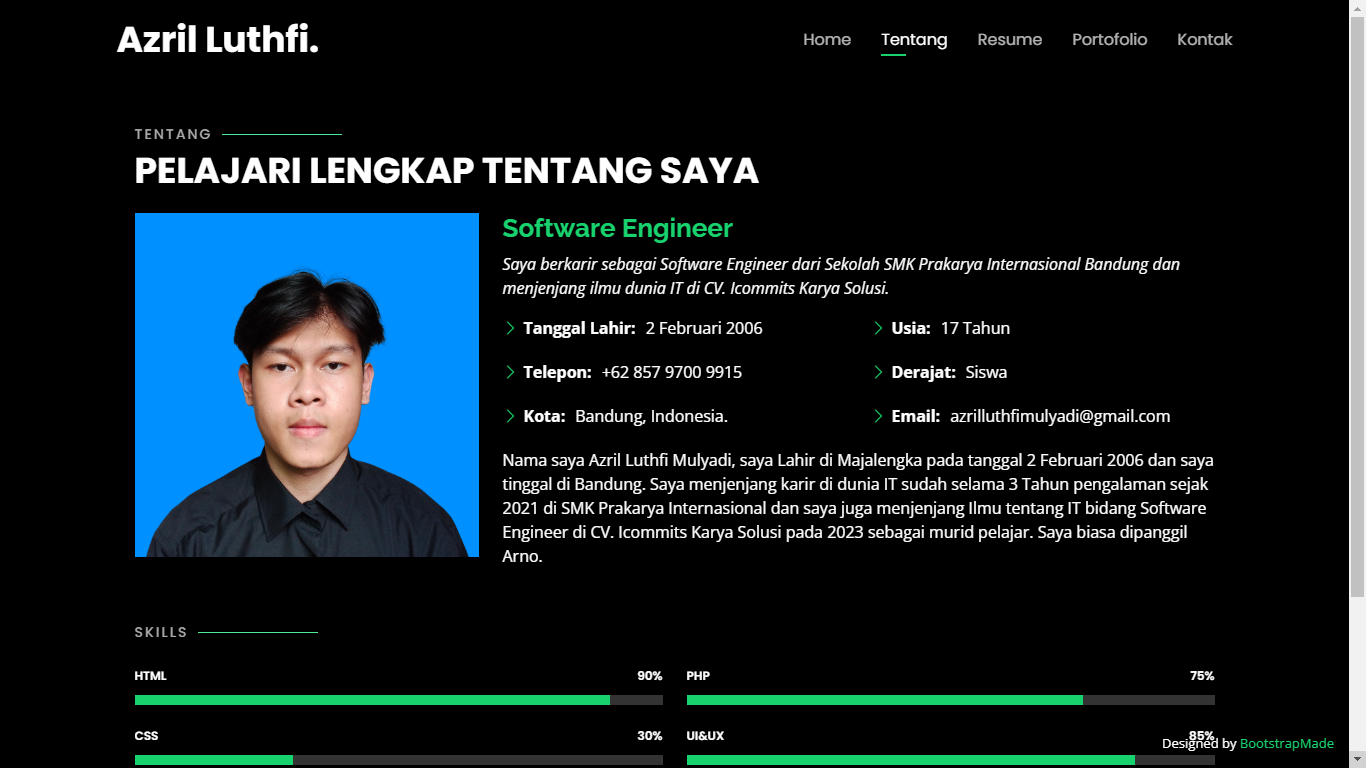 Azril Luthfi.
Home Tentang Resume Portofolio Kontak
TENTANG
PELAJARI LENGKAP TENTANG SAYA
Software Engineer
Saya berkarir sebagai Software Engineer dari Sekolah SMK Prakarya Internasional Bandung dan
menjenjang ilmu dunia IT di CV. Icommits Karya Solusi.
Tanggal Lahir: 2 Februari 2006
Usia: 17 Tahun
Telepon: +62 857 9700 9915
Derajat: Siswa
Kota: Bandung, Indonesia.
Email: azrilluthfimulyadi@gmail.com
Nama saya Azril Luthfi Mulyadi, saya Lahir di Majalengka pada tanggal 2 Februari 2006 dan saya
tinggal di Bandung. Saya menjenjang karir di dunia IT sudah selama 3 Tahun pengalaman sejak
2021 di SMK Prakarya Internasional dan saya juga menjenjang Ilmu tentang IT bidang Software
Engineer di CV. Icommits Karya Solusi pada 2023 sebagai murid pelajar. Saya biasa dipanggil
Arno.
SKILLS
HTML 90%
PHP 75%
CSS 30%
UI&UX 85%
Designed by BootstrapMade